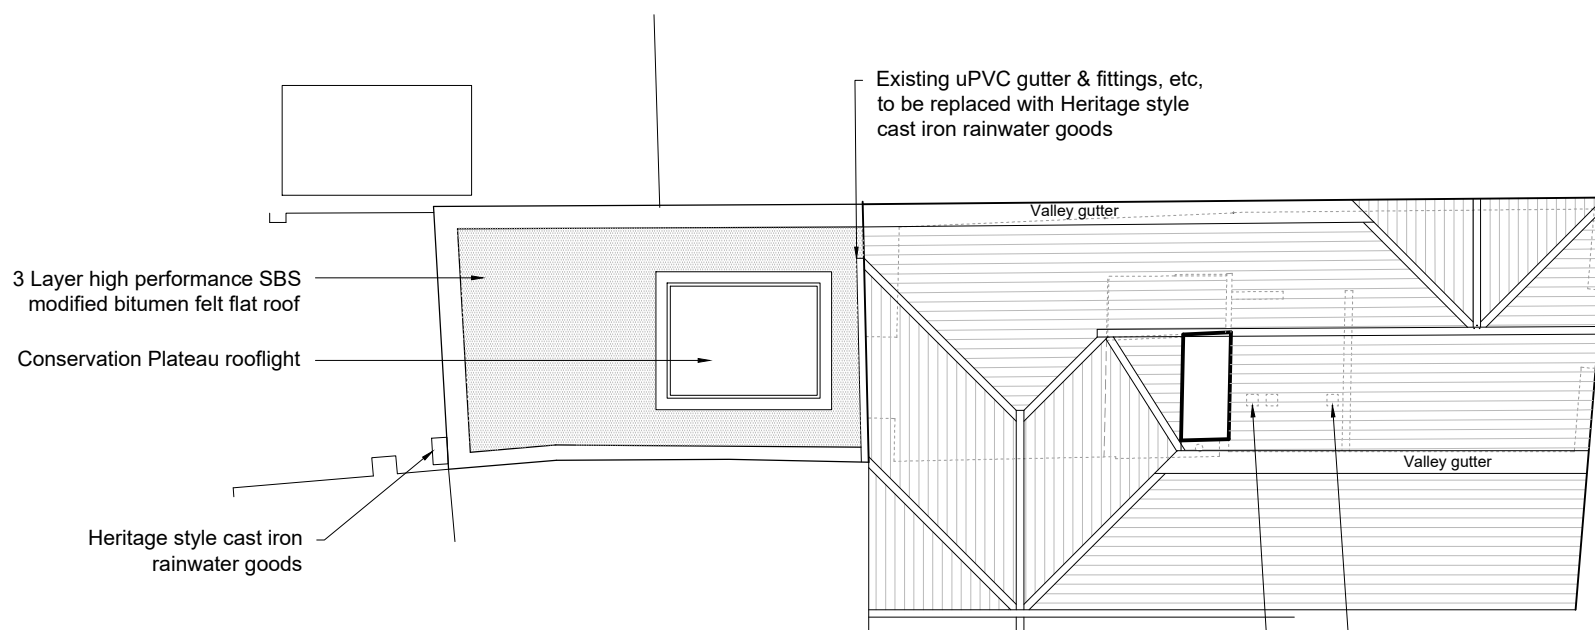 Existing uPVC gutter & fittings, etc,
to be replaced with Heritage style
cast iron rainwater goods
Valley gutter
3 Layer high performance SBS
modified bitumen felt flat roof
Conservation Plateau rooflight
Valley gutter
Heritage style cast iron
rainwater goods